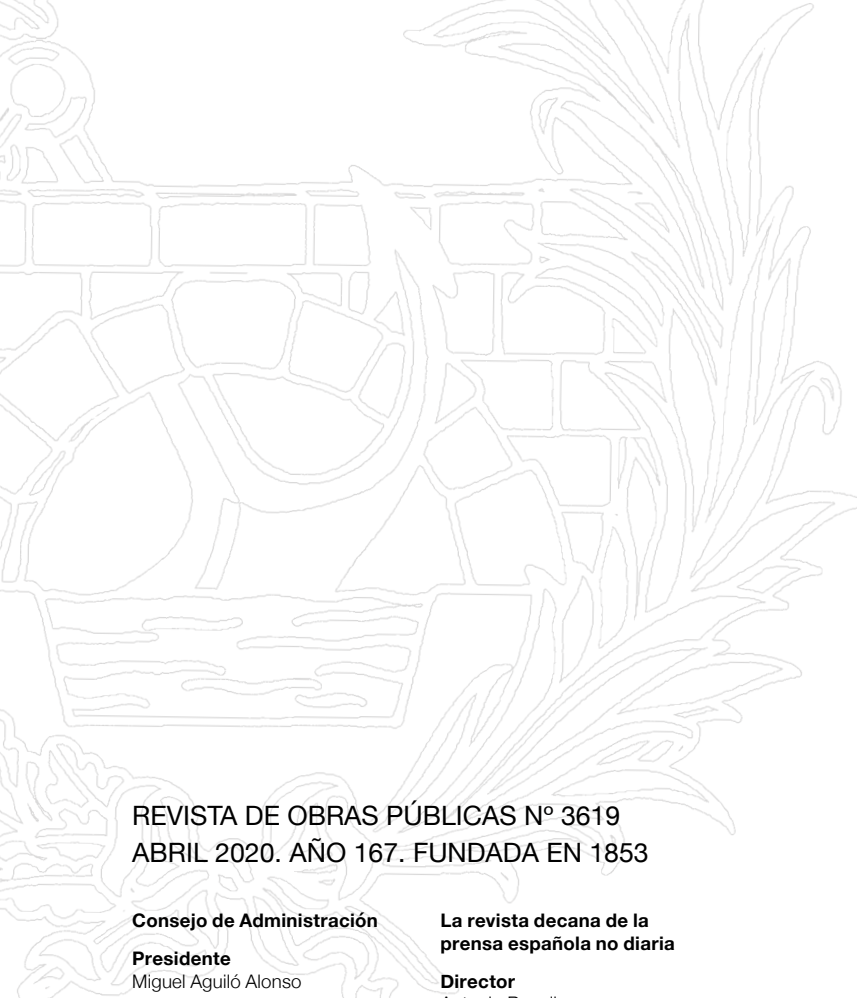 REVISTA DE OBRAS PÚBLICAS Nº 3619
ABRIL 2020. AÑO 167. FUNDADA EN 1853
Consejo de Administración
Presidente
Miguel Aguiló Alonso
La revista decana de la
prensa española no diaria
Director